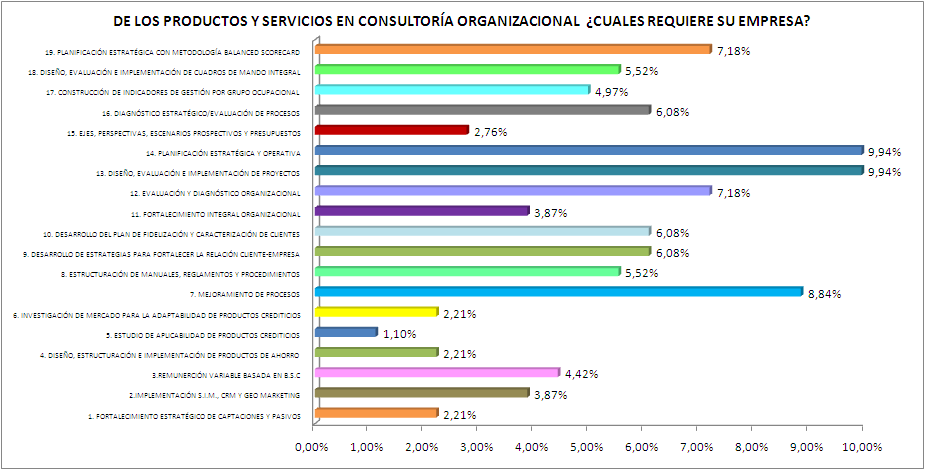 DE LOS PRODUCTOS Y SERVICIOS EN CONSULTORÍA ORGANIZACIONAL ¿CUALES REQUIERE SU EMPRESA?
19. PLANIFICACIÓN ESTRATÉGICA CON METODOLOGÍA BALANCED SCORECARD 7,18%
18. DISEÑO, EVALUACIÓN E IMPLEMENTACIÓN DE CUADROS DE MANDO INTEGRAL 5,52%
17. CONSTRUCCIÓN DE INDICADORES DE GESTIÓN POR GRUPO OCUPACIONAL 4,97%
16. DIAGNÓSTICO ESTRATÉGICO/EVALUACIÓN DE PROCESOS 6,08%
15. EJES, PERSPECTIVAS, ESCENARIOS PROSPECTIVOS Y PRESUPUESTOS 2,76%
14. PLANIFICACIÓN ESTRATÉGICA Y OPERATIVA 9,94%
13. DISEÑO, EVALUACIÓN E IMPLEMENTACIÓN DE PROYECTOS 9,94%
12. EVALUACIÓN Y DIAGNÓSTICO ORGANIZACIONAL 7,18%
11. FORTALECIMIENTO INTEGRAL ORGANIZACIONAL 3,87%
10. DESARROLLO DEL PLAN DE FIDELIZACIÓN Y CARACTERIZACIÓN DE CLIENTES 6,08%
9. DESARROLLO DE ESTRATEGIAS PARA FORTALECER LA RELACIÓN CLIENTE-EMPRESA 6,08%
8. ESTRUCTURACIÓN DE MANUALES, REGLAMENTOS Y PROCEDIMIENTOS 5,52%
7. MEJORAMIENTO DE PROCESOS 8,84%
6. INVESTIGACIÓN DE MERCADO PARA LA ADAPTABILIDAD DE PRODUCTOS CREDITICIOS 2,21%
5. ESTUDIO DE APLICABILIDAD DE PRODUCTOS CREDITICIOS 1,10%
4. DISEÑO, ESTRUCTURACIÓN E IMPLEMENTACIÓN DE PRODUCTOS DE AHORRO 2,21%
3.REMUNERCIÓN VARIABLE BASADA EN B.S.C 4,42%
2.IMPLEMENTACIÓN S.I.M., CRM Y GEO MARKETING 3,87%
1. FORTALECIMIENTO ESTRATÉGICO DE CAPTACIONES Y PASIVOS 2,21%
0,00% 1,00% 2,00% 3,00% 4,00% 5,00% 6,00% 7,00% 8,00% 9,00% 10,00%